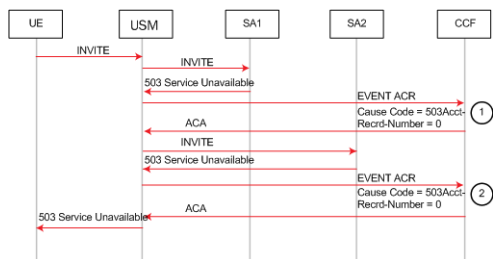 UE
USM
SA1
SA2
CCF
INVITE
INVITE
503 Service Unavailable
EVENT ACR
Cause Code = 503Acct-
Recrd-Number = 0
1
ACA
INVITE
503 Service Unavailable
EVENT ACR
Cause Code = 503Acct-
Recrd-Number = 0
2
ACA
503 Service Unavailable